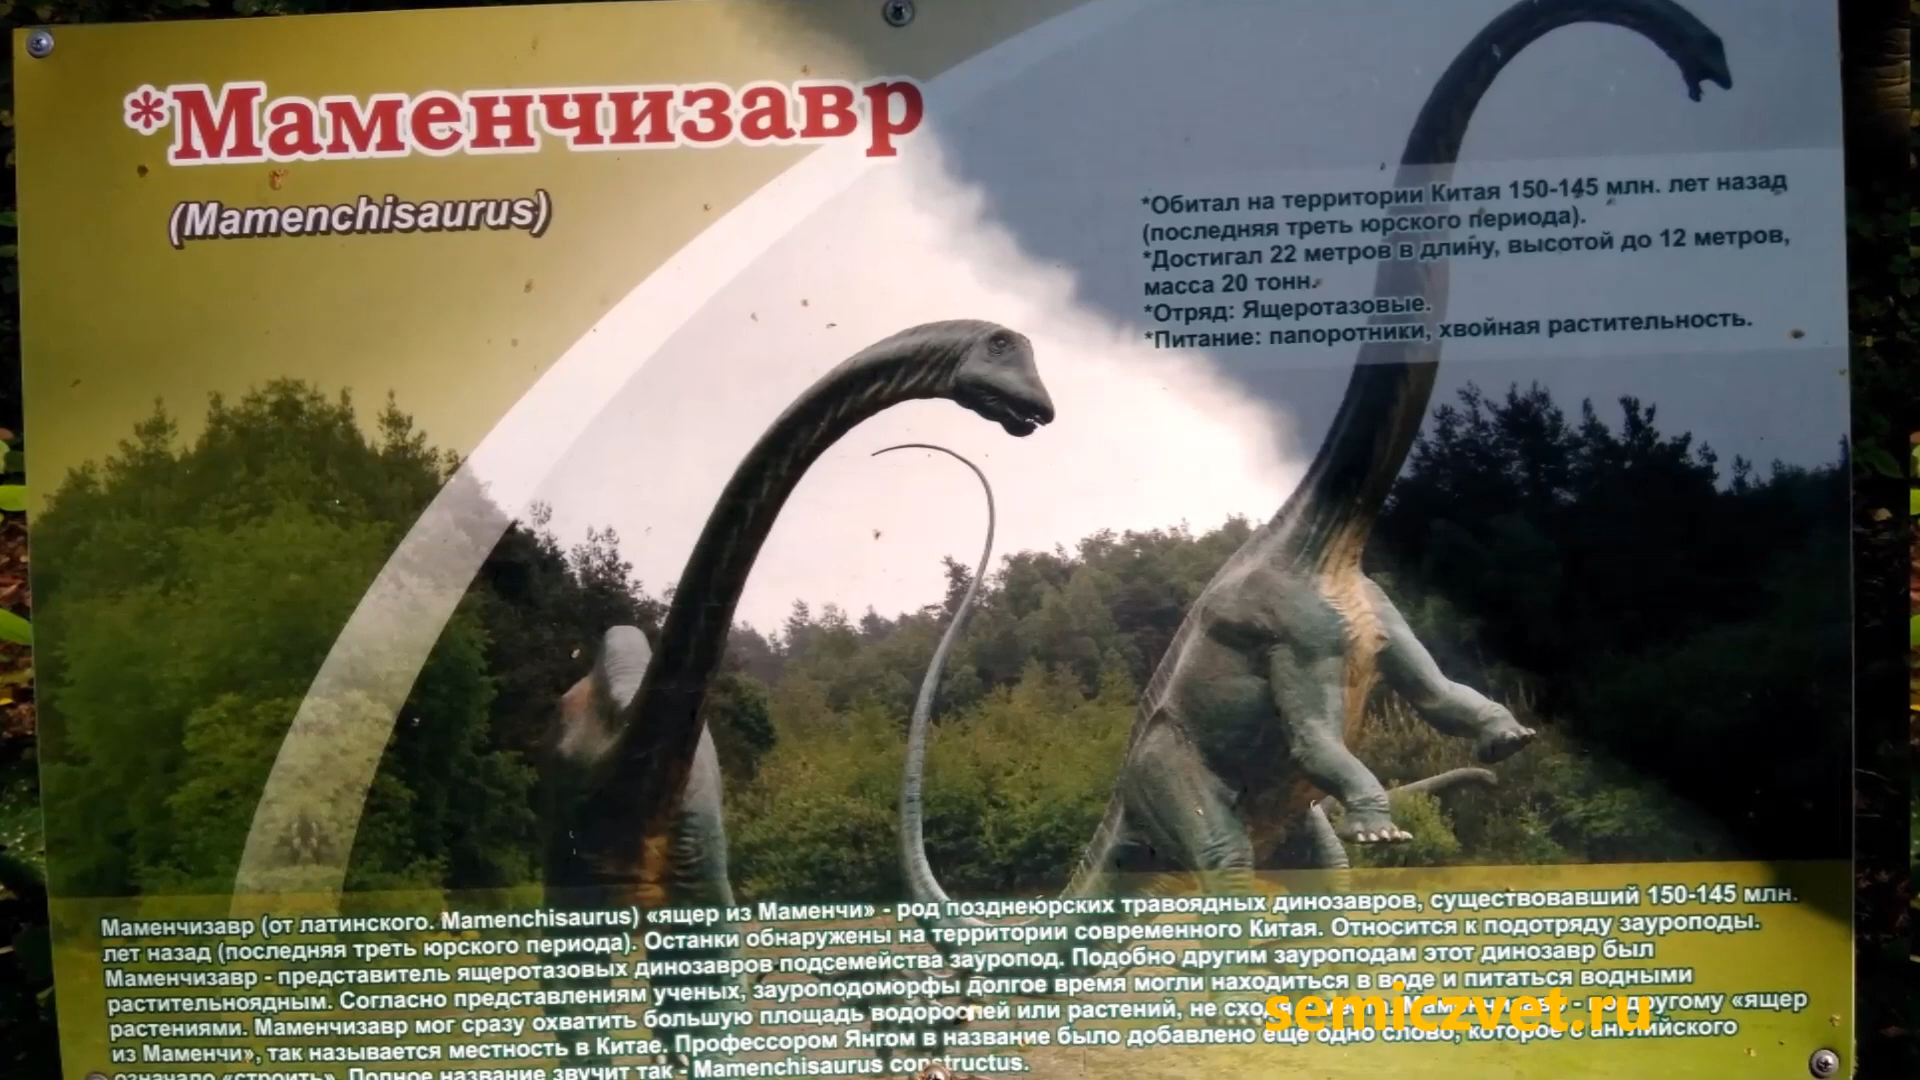 *Маменчизавр
(Mamenchisaurus)
*Обитал на территории Китая 150-145 млн. лет назад
(последняя треть юрского периода).
*Достигал 22 метров в длину, высотой до 12 метров,
масса 20 тонн.
*Отряд: Ящеротазовые.
*Питание: папоротники, хвойная растительность.
Маменчизавр (от латинского. Mamenchisaurus) «ящер из Маменчи» - род позднеюрских травоядных динозавров, существовавший 150-145 млн.
лет назад (последняя треть юрского периода). Останки обнаружены на территории современного Китая. Относится к подотряду зауроподы.
Маменчизавр - представитель ящеротазовых динозавров подсемейства зауропод. Подобно другим зауроподам этот динозавр был
растительноядным. Согласно представлениям ученых, зауроподоморфы долгое время могли находиться в воде и питаться водными
растениями. Маменчизавр мог сразу охватить большую площадь водорослей или растений, не другому «ящер
из Маменчи», так называется местность в Китае. Профессором Янгом в название было добавлено еще одно слово, которое с английского
означало «строить». Полное название звучит так - Mamenchisaurus constructus.
semiczvet.ru